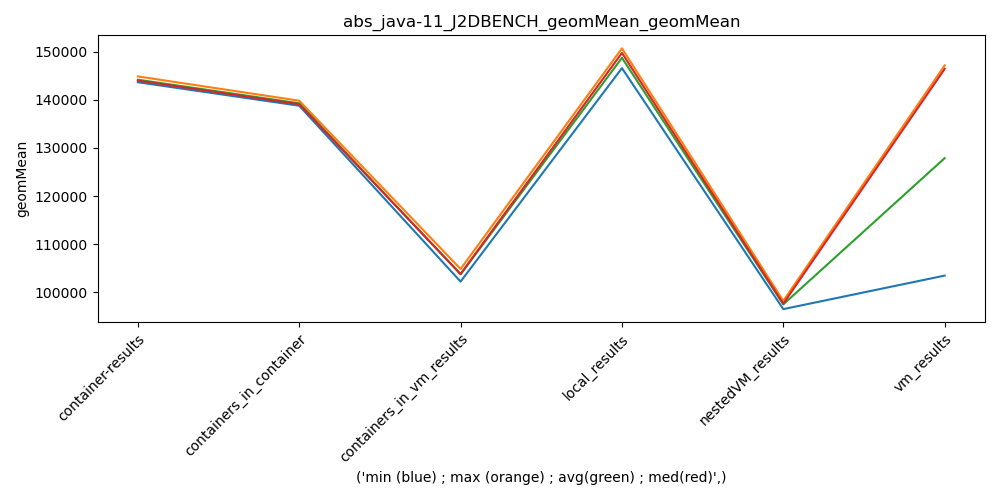 abs_java-11_J2DBENCH_geomMean_geomMean
geomMean
150000
140000
130000
120000
110000
100000
container-results
containers_in_container
containers_in_vm_results
local_results
nestedVM_results
vm_results
('min (blue) ; max (orange) ; avg(green) ; med(red)',)